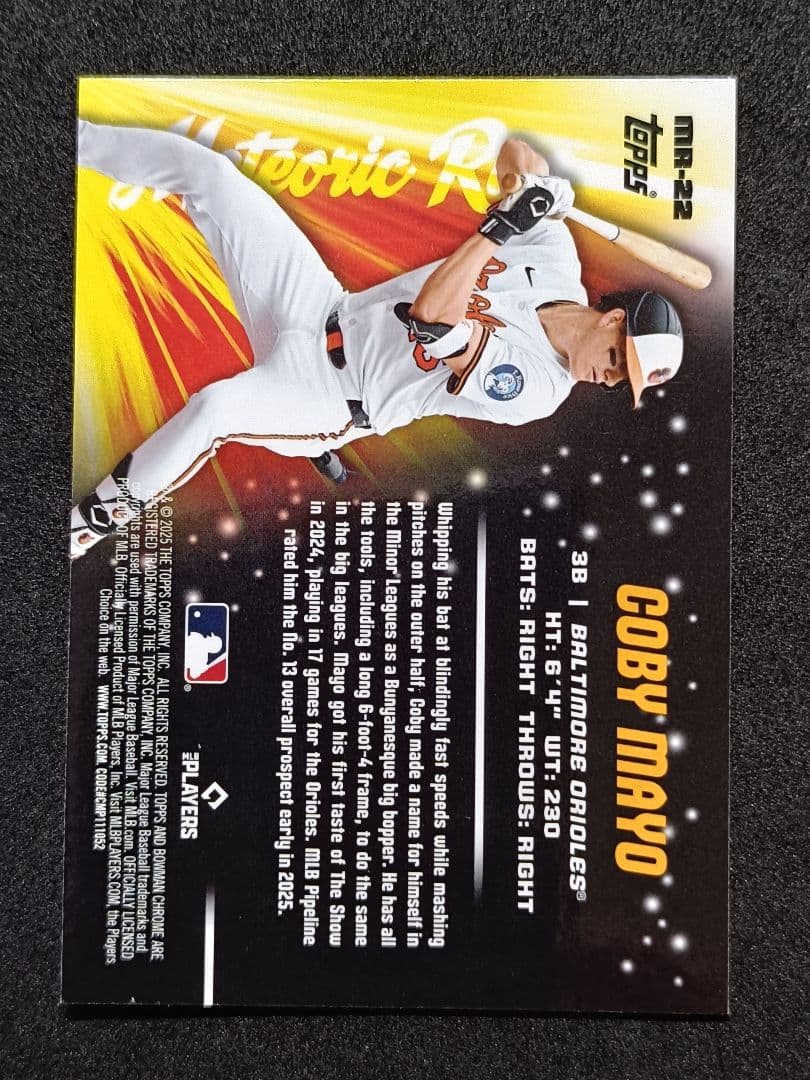 MR-22
topps®
Meteoric Ri
COBY MAYO
3B | BALTIMORE ORIOLES®
HT: 6'4" WT: 230
BATS: RIGHT THROWS: RIGHT
Whipping his bat at blindingly fast speeds while mashing
pitches on the outer half, Coby made a name for himself in
the Minor Leagues as a Bunyanesque big bopper. He has all
the tools, including a long 6-foot-4 frame, to do the same
in the big leagues. Mayo got his first taste of The Show
in 2024, playing in 17 games for the Orioles. MLB Pipeline
rated him the No. 13 overall prospect early in 2025.
MLB PLAYERS
® & © 2025 THE TOPPS COMPANY, INC. ALL RIGHTS RESERVED. TOPPS AND BOWMAN CHROME ARE
REGISTERED TRADEMARKS OF THE TOPPS COMPANY, INC. Major League Baseball trademarks and
copyrights are used with permission of Major League Baseball. Visit MLB.com. OFFICIALLY LICENSED
PRODUCT OF MLB Players, Inc. Visit MLBPLAYERS.COM, the Players
Choice on the web. WWW.TOPPS.COM. CODE#CMP111052